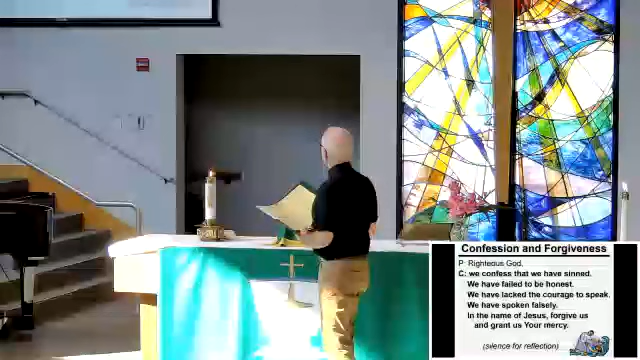 Confession and Forgiveness
P: Righteous God,
C: we confess that we have sinned.
We have failed to be honest.
We have lacked the courage to speak.
We have spoken falsely.
In the name of Jesus, forgive us
and grant us Your mercy.
(silence for reflection)